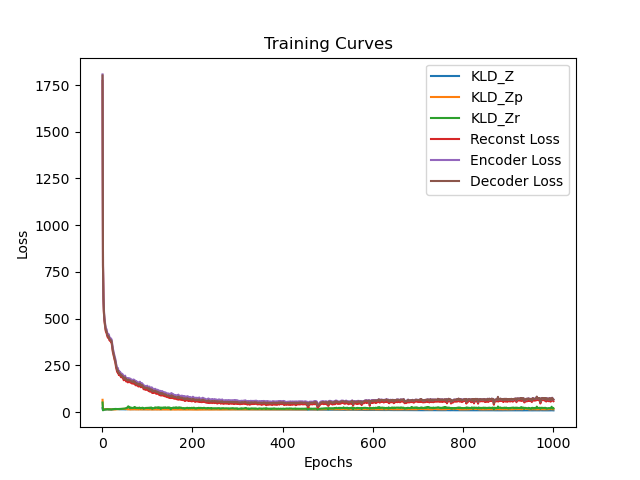 Training Curves
KLD_Z
KLD_Zp
KLD_Zr
Reconst Loss
Encoder Loss
Decoder Loss
1750
1500
1250
1000
750
500
250
0
Loss
0 200 400 600 800 1000
Epochs